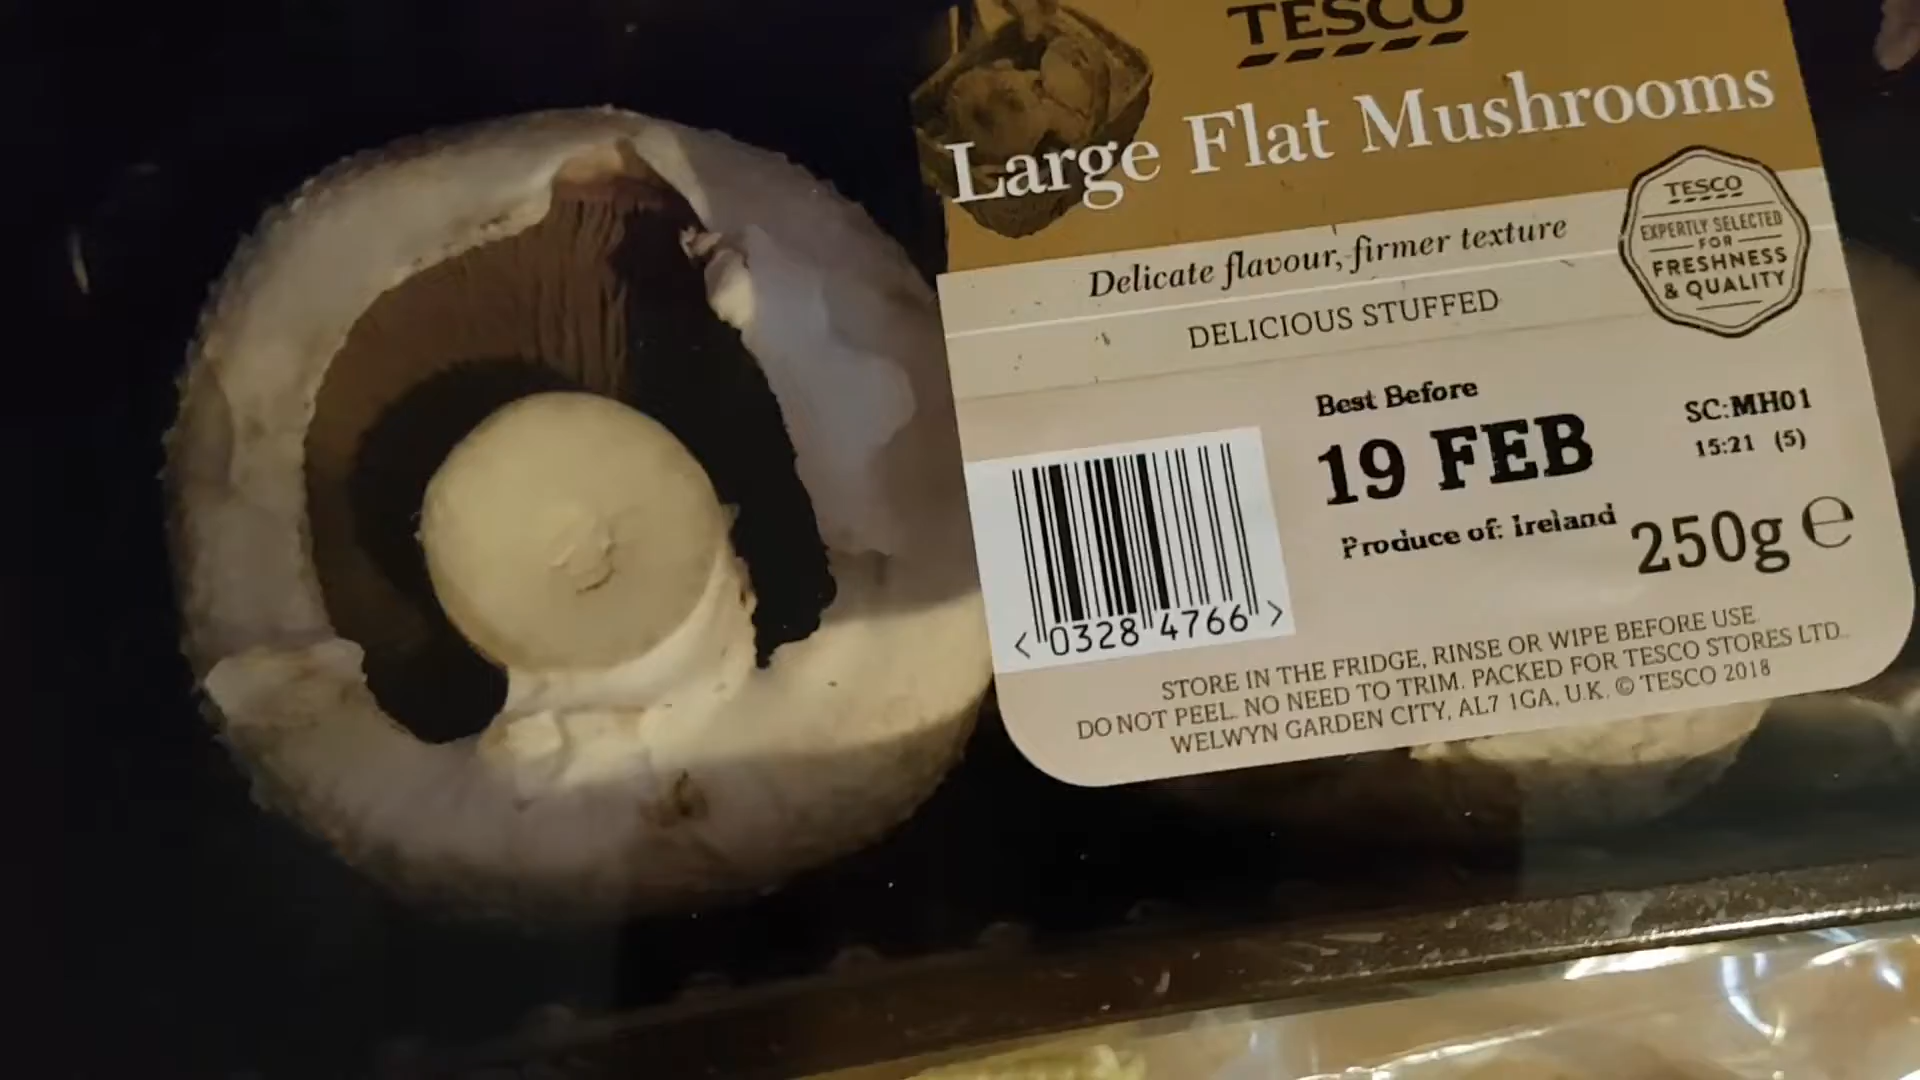 TESCO
Large Flat Mushrooms
Delicate flavour, firmer texture
DELICIOUS STUFFED
TESCO
EXPERTLY SELECTED
FOR
FRESHNESS
& QUALITY
Best Before
19 FEB
SC:MH01
15:21 (5)
Produce of: Ireland
250g e
< 0328 4766 >
STORE IN THE FRIDGE, RINSE OR WIPE BEFORE USE.
DO NOT PEEL. NO NEED TO TRIM. PACKED FOR TESCO STORES LTD.,
WELWYN GARDEN CITY, AL7 1GA, U.K. © TESCO 2018